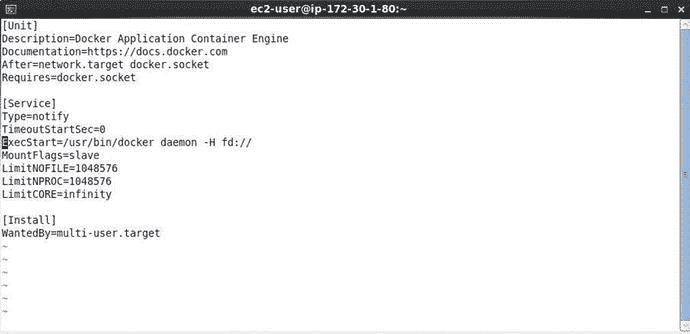 ec2-user@ip-172-30-1-80:~
[Unit]
Description=Docker Application Container Engine
Documentation=https://docs.docker.com
After=network.target docker.socket
Requires=docker.socket
[Service]
Type=notify
TimeoutStartSec=0
ExecStart=/usr/bin/docker daemon -H fd://
MountFlags=slave
LimitNOFILE=1048576
LimitNPROC=1048576
LimitCORE=infinity
[Install]
WantedBy=multi-user.target
~
~
~
~
~
~